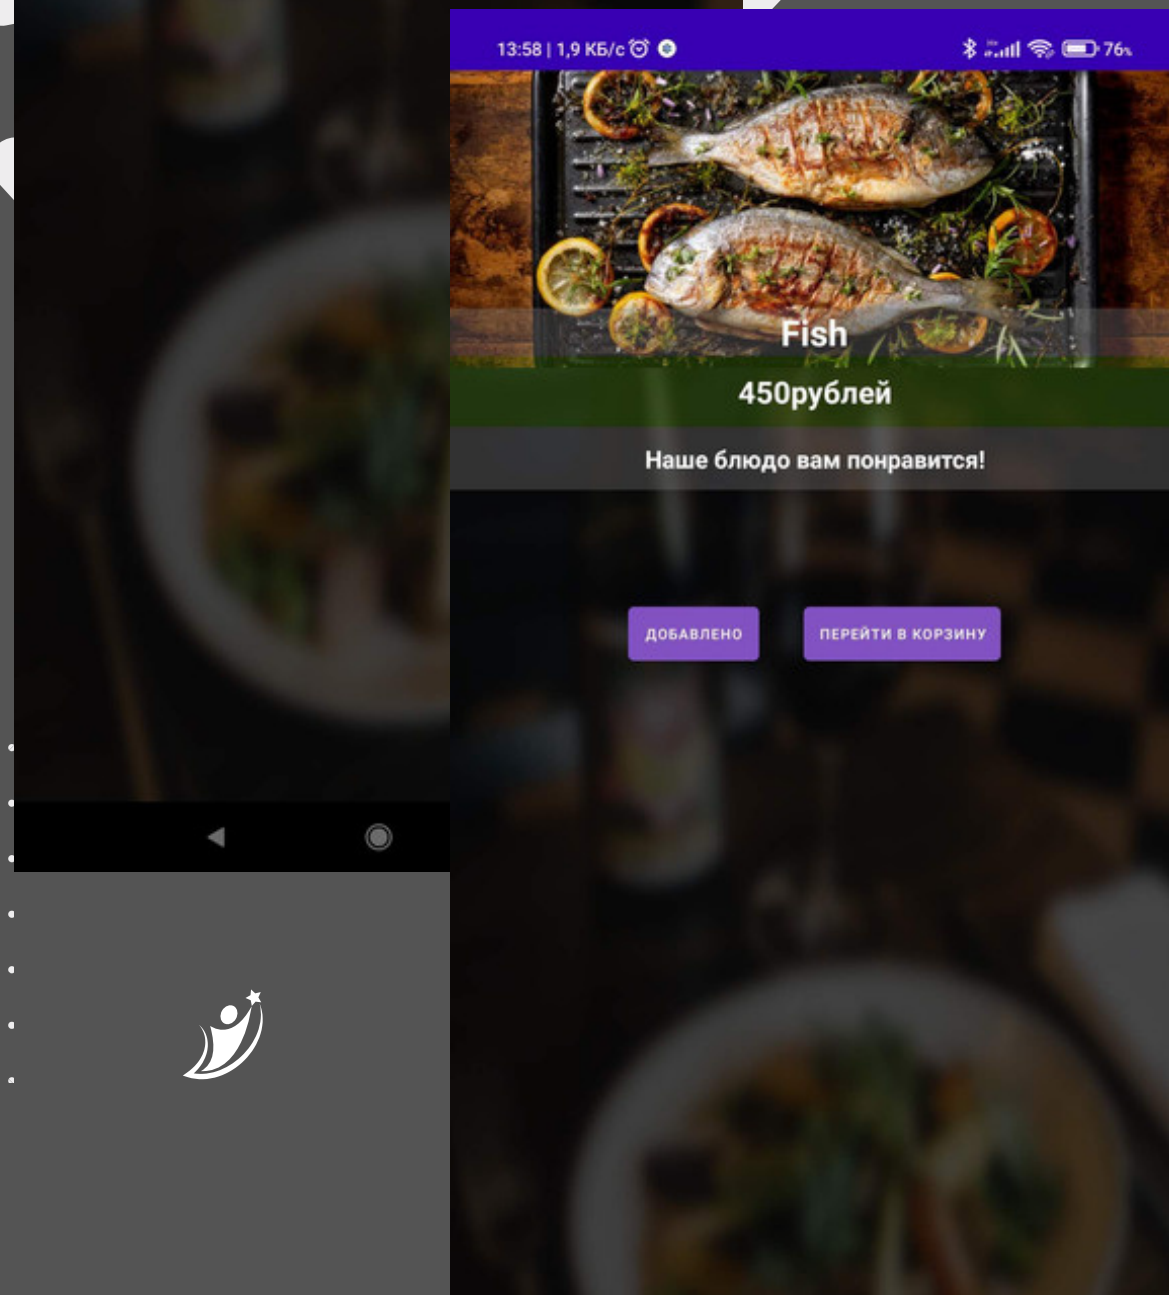 13:58 | 1,9 КБ/с
76%
Fish
450рублей
Наше блюдо вам понравится!
ДОБАВЛЕНО
ПЕРЕЙТИ В КОРЗИНУ